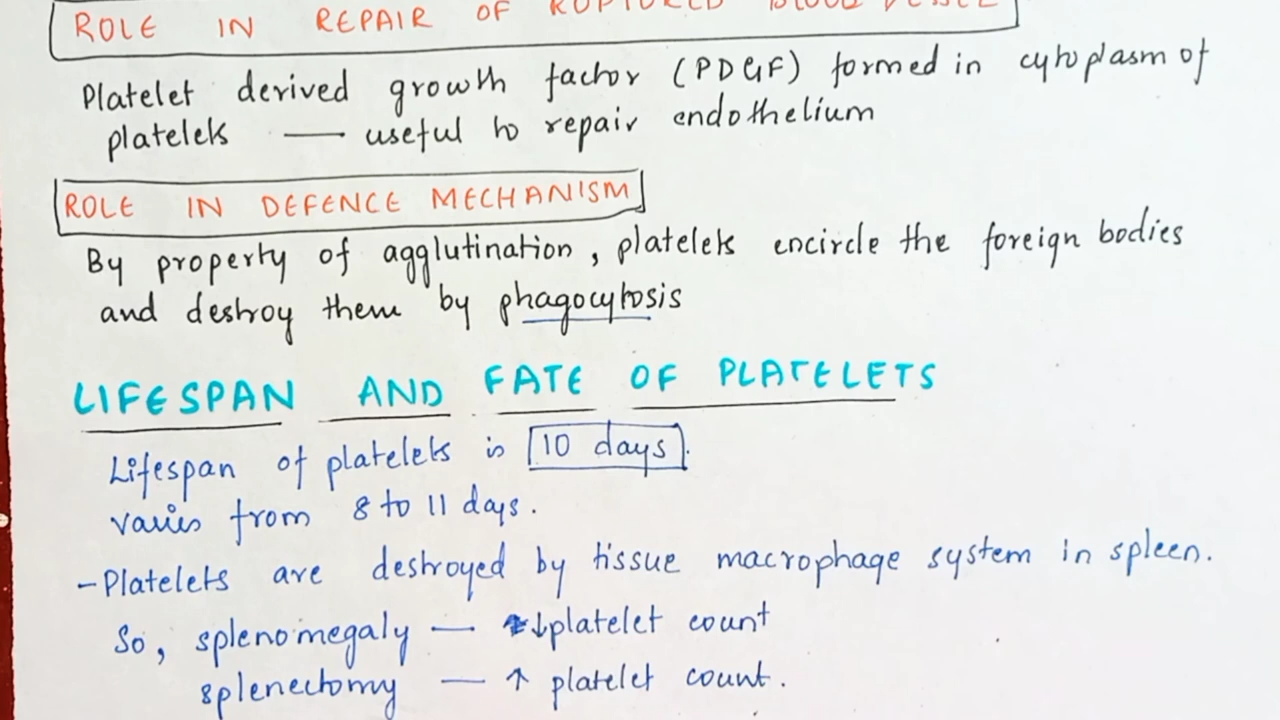 ROLE IN REPAIR OF RUPTURED BLOOD VESSEL
Platelet derived growth factor (PDGF) formed in cytoplasm of
platelets — useful to repair endothelium
ROLE IN DEFENCE MECHANISM
By property of agglutination, platelets encircle the foreign bodies
and destroy them by phagocytosis
LIFESPAN AND FATE OF PLATELETS
Lifespan of platelets is 10 days.
varies from 8 to 11 days.
- Platelets are destroyed by tissue macrophage system in spleen.
So, splenomegaly — ↓platelet count
splenectomy — ↑ platelet count.